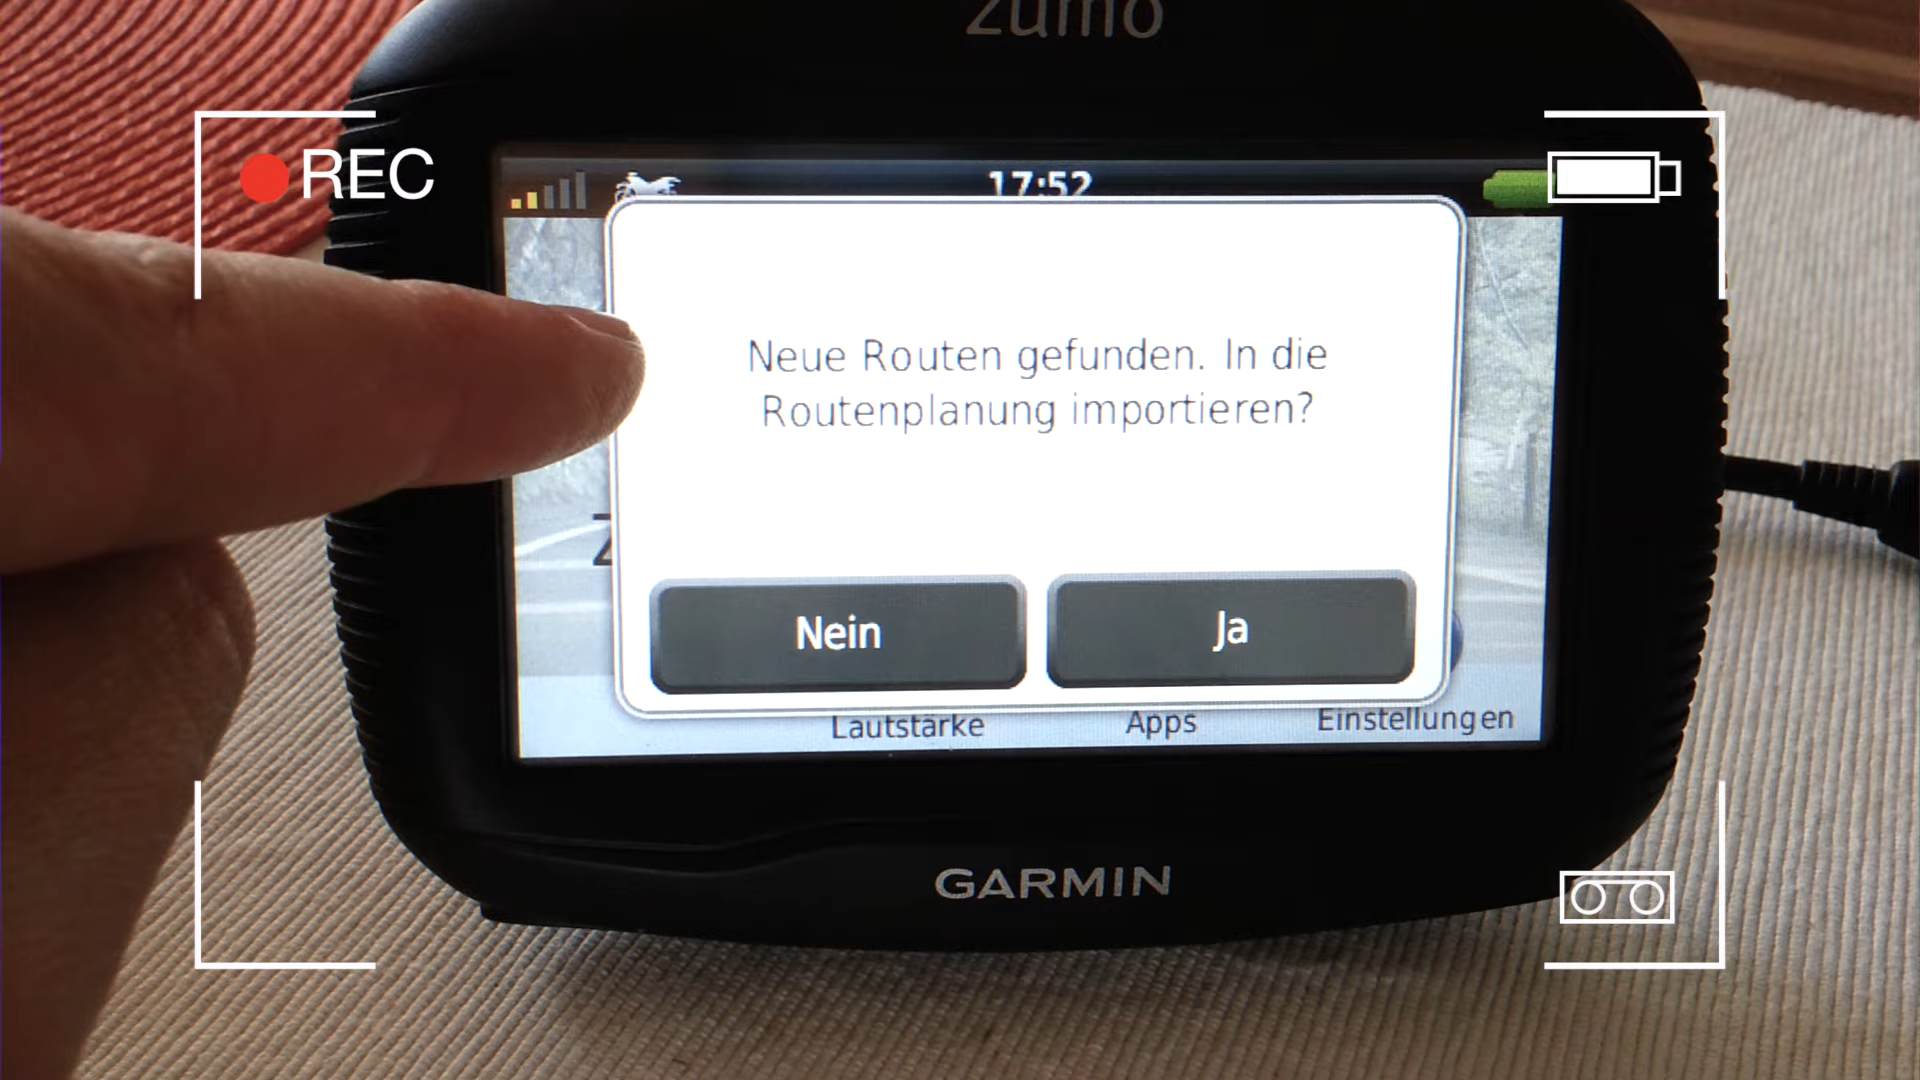 zumo
REC
17:52
Neue Routen gefunden. In die
Routenplanung importieren?
Nein
Ja
Lautstärke
Apps
Einstellungen
GARMIN